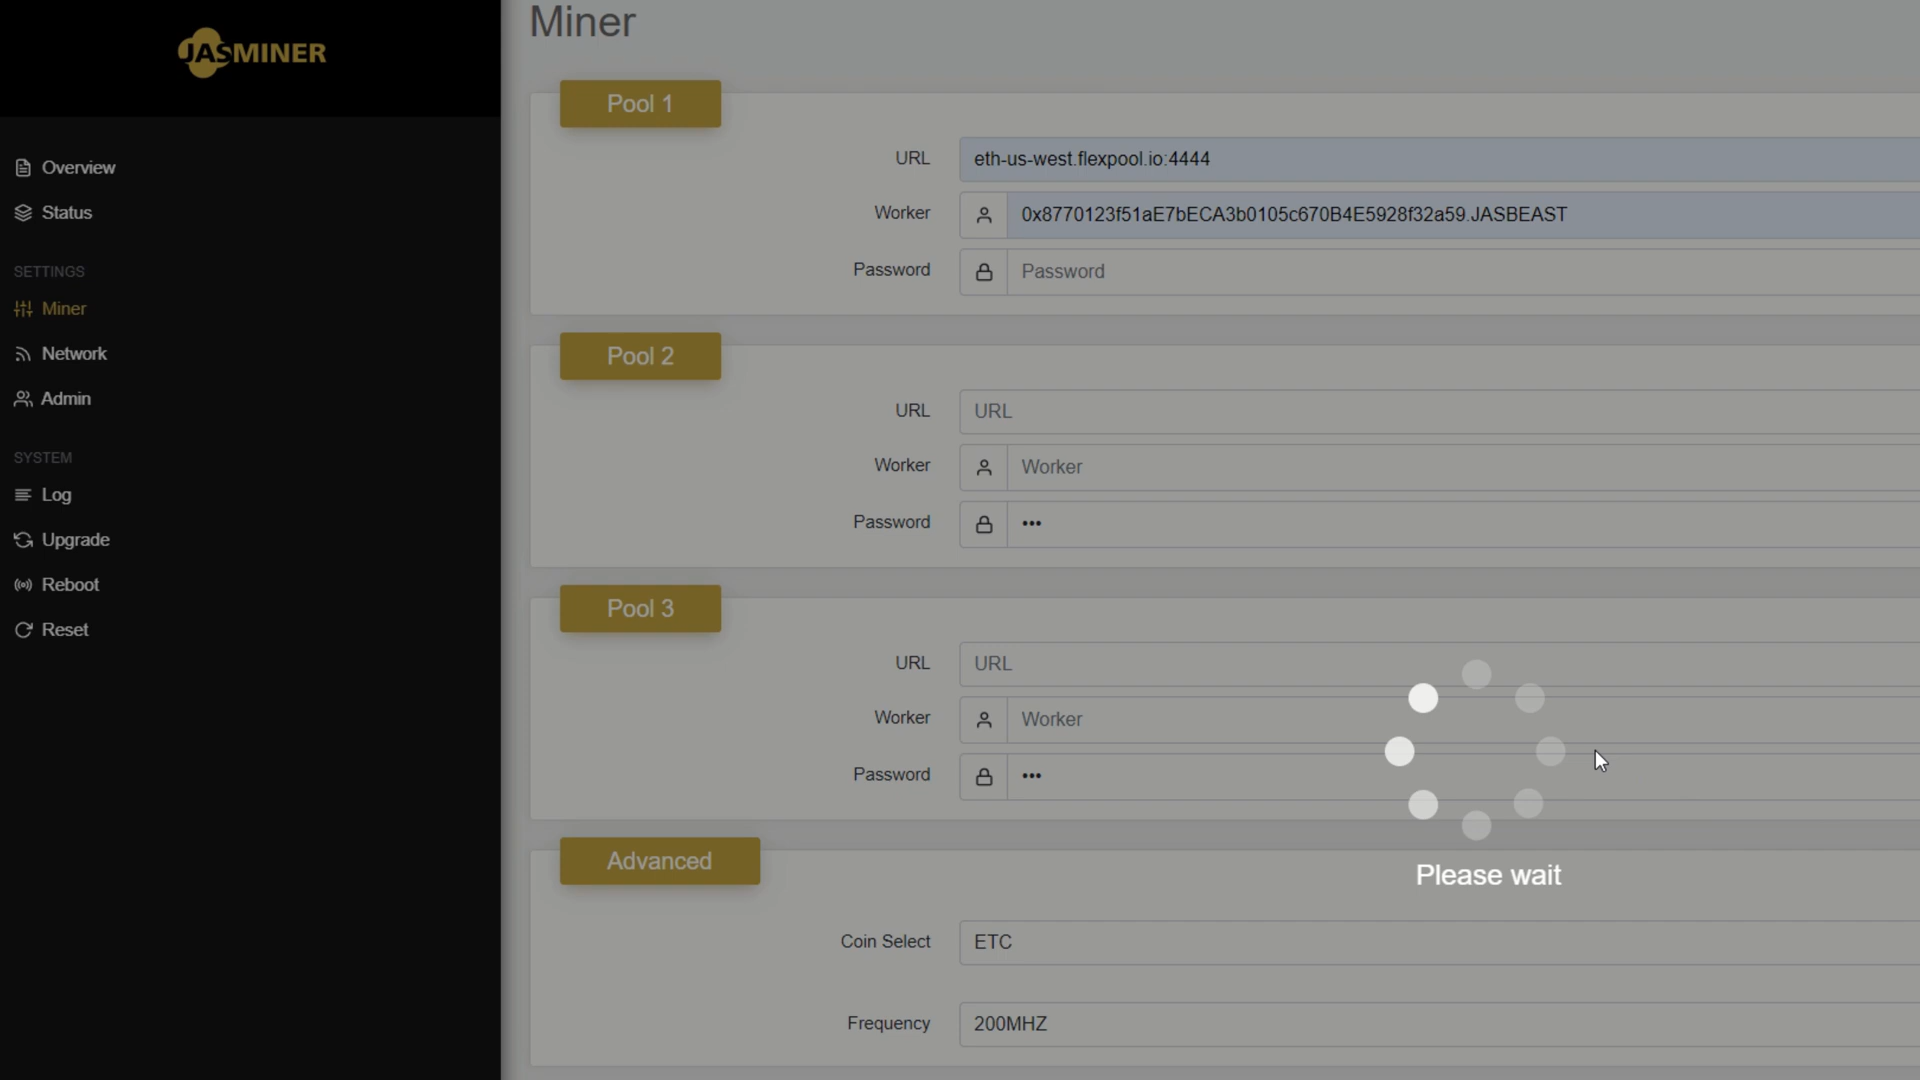 JASMINER
Overview
Status
SETTINGS
Miner
Network
Admin
SYSTEM
Log
Upgrade
Reboot
Reset
Miner
Pool 1
URL
eth-us-west.flexpool.io:4444
Worker
0x8770123f51aE7bECA3b0105c670B4E5928f32a59.JASBEAST
Password
Password
Pool 2
URL
URL
Worker
Worker
Password
•••
Pool 3
URL
URL
Worker
Worker
Password
•••
Please wait
Advanced
Coin Select
ETC
Frequency
200MHZ